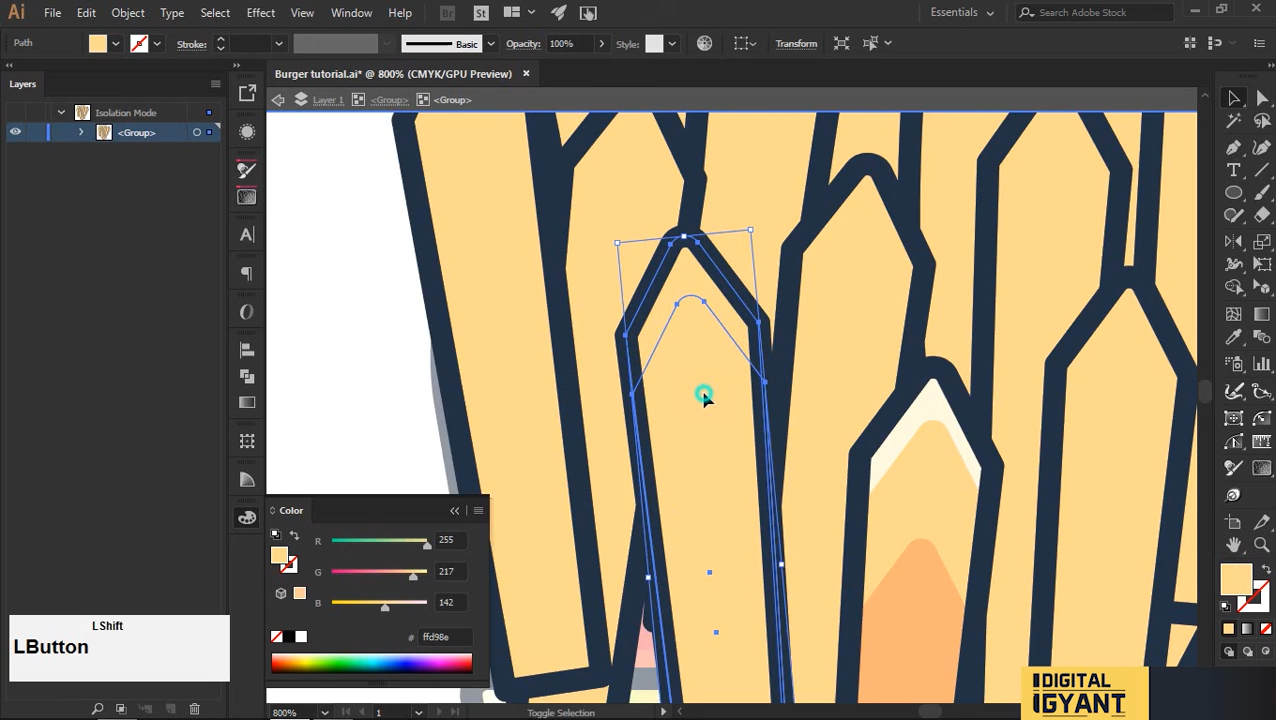 Ai File Edit Object Type Select Effect View Window Help Br St Essentials Search Adobe Stock
Path Stroke: Basic Opacity: 100% Style: Transform
Layers
Burger tutorial.ai* @ 800% (CMYK/GPU Preview)
Layer 1 <Group> <Group>
Isolation Mode
<Group>
Color
R 255
G 217
B 142
# ffd98e
LShift
LButton
800% 1 Toggle Selection
DIGITAL
GYANT